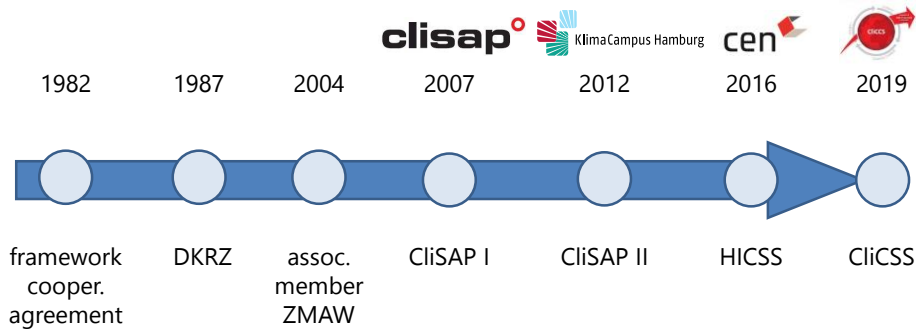 clisap°
KlimaCampus Hamburg
cen
CliCCS
1982 1987 2004 2007 2012 2016 2019
framework cooper. agreement
DKRZ
assoc. member ZMAW
CliSAP I
CliSAP II
HICSS
CliCSS